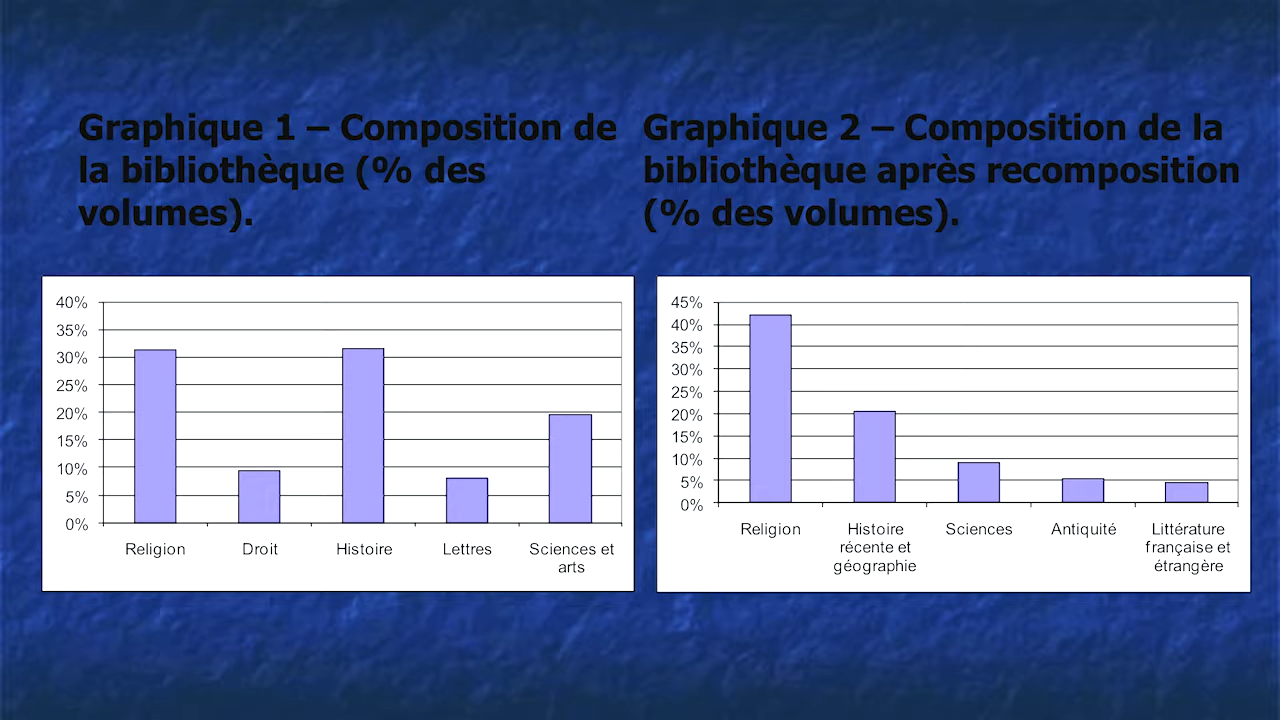 Graphique 1 – Composition de
la bibliothèque (% des
volumes).
Graphique 2 – Composition de la
bibliothèque après recomposition
(% des volumes).
40%
35%
30%
25%
20%
15%
10%
5%
0%
Religion
Droit
Histoire
Lettres
Sciences et
arts
45%
40%
35%
30%
25%
20%
15%
10%
5%
0%
Religion
Histoire
récente et
géographie
Sciences
Antiquité
Littérature
française et
étrangère